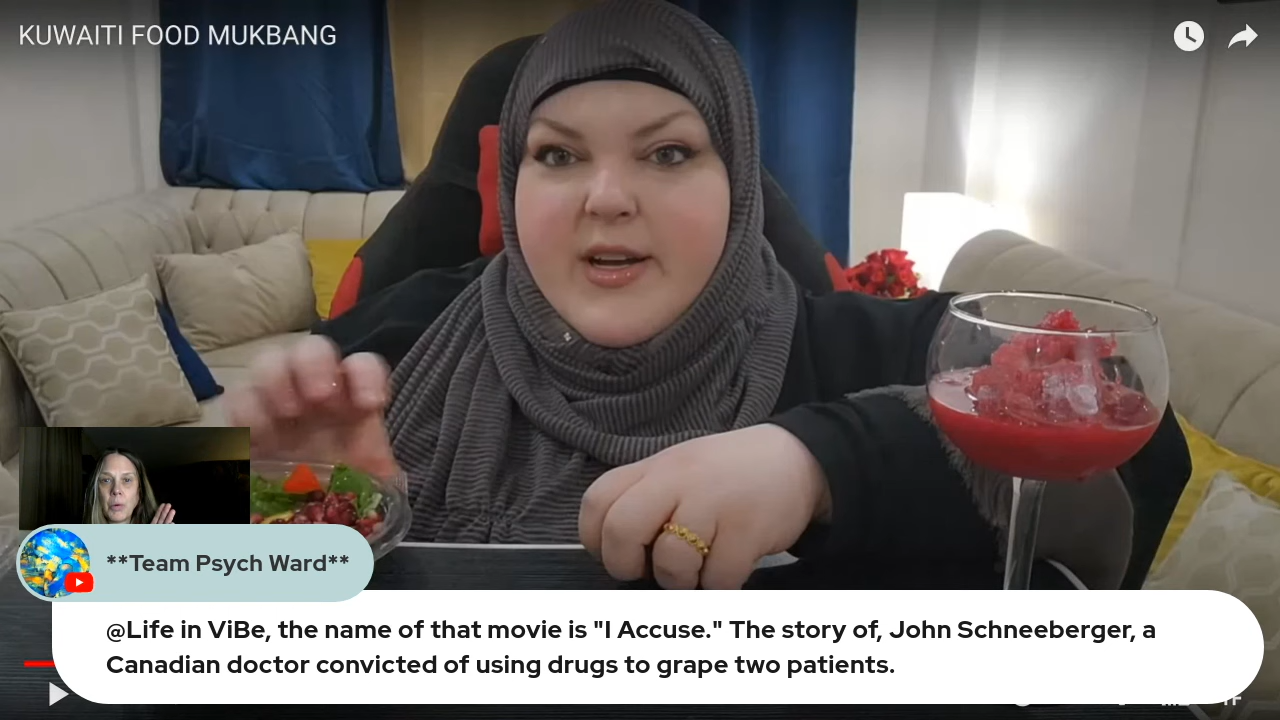 KUWAITI FOOD MUKBANG
**Team Psych Ward**
@Life in ViBe, the name of that movie is "I Accuse." The story of, John Schneeberger, a
Canadian doctor convicted of using drugs to grape two patients.